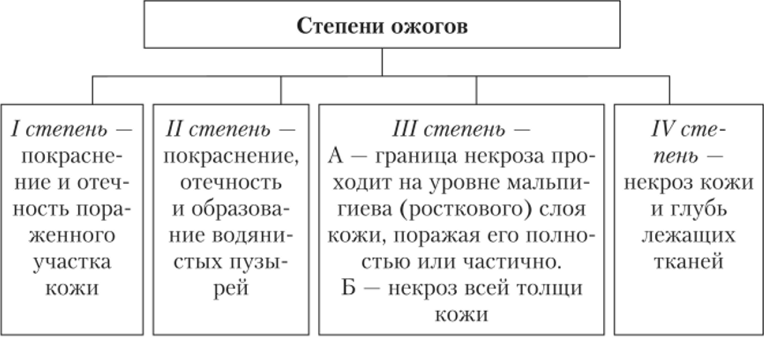 Степени ожогов
I степень —
покрасне-
ние и отеч-
ность пора-
женного
участка
кожи
II степень —
покраснение,
отечность
и образова-
ние водяни-
стых пузы-
рей
III степень —
А — граница некроза про-
ходит на уровне мальпи-
гиева (росткового) слоя
кожи, поражая его полно-
стью или частично.
Б — некроз всей толщи
кожи
IV сте-
пень —
некроз кожи
и глубь
лежащих
тканей